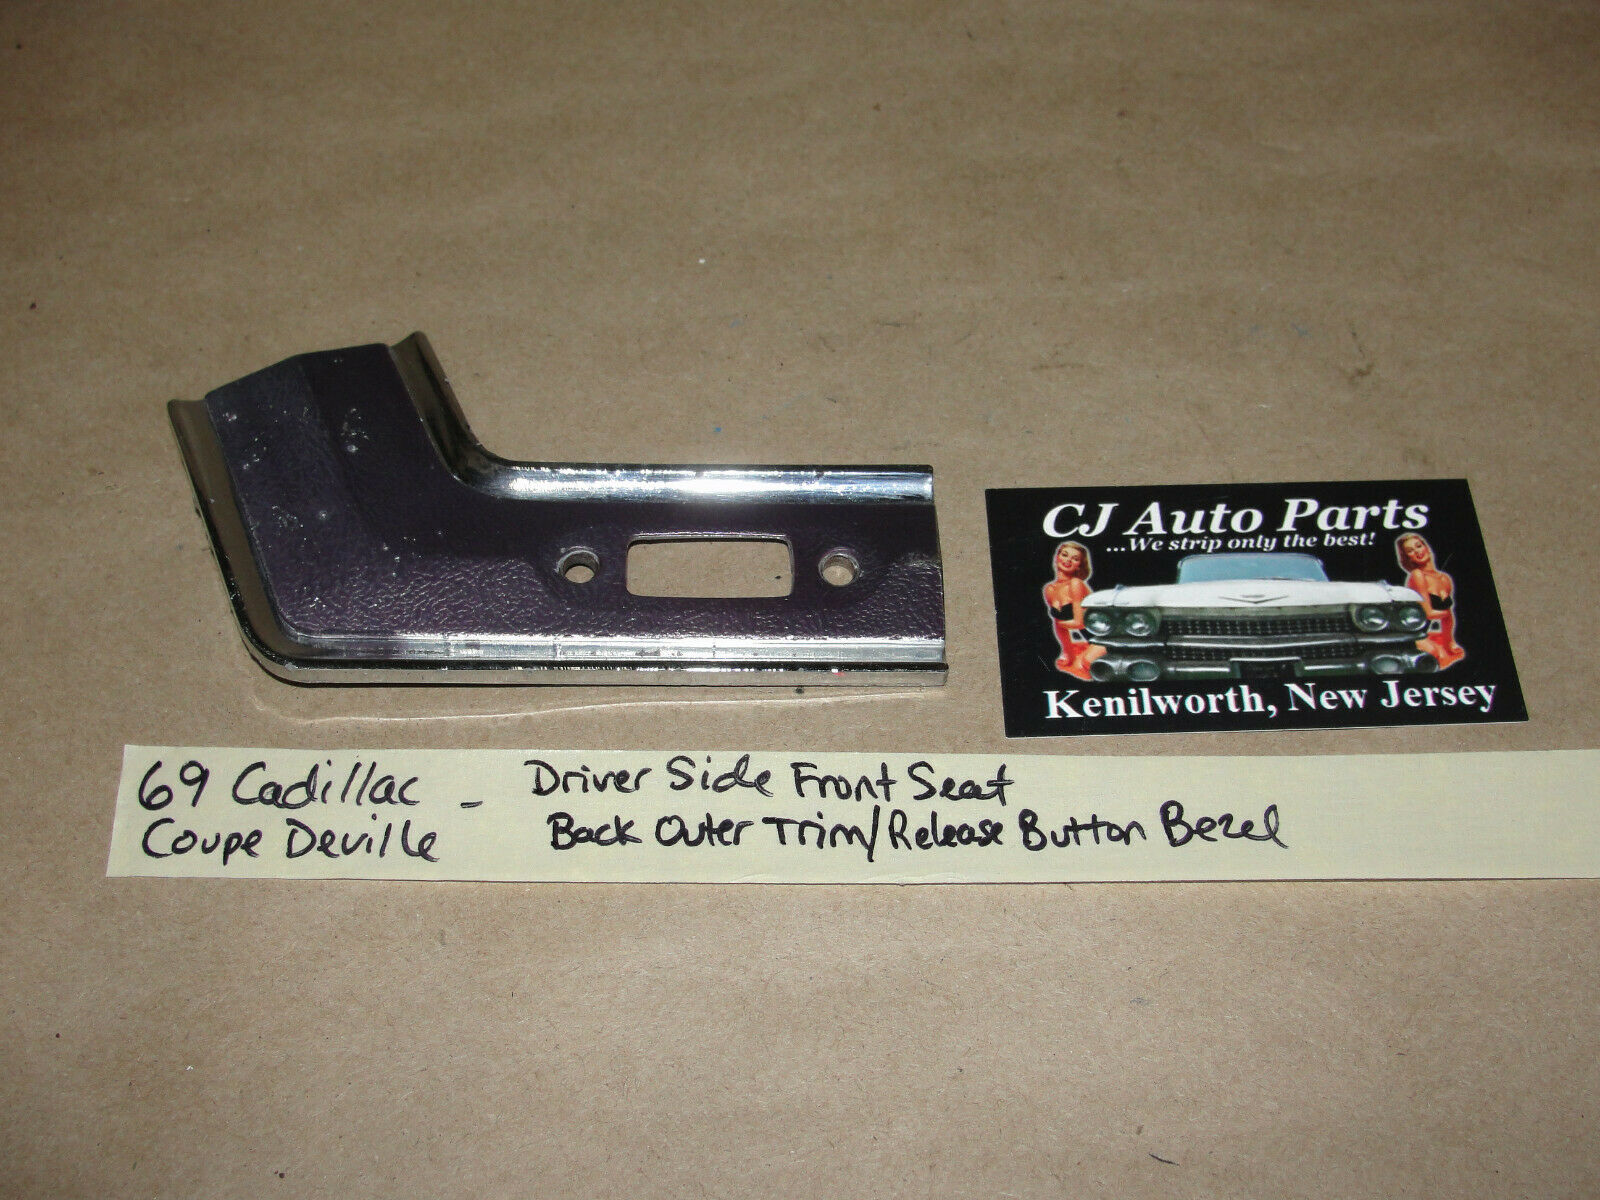 CJ Auto Parts
...We strip only the best!
Kenilworth, New Jersey
69 Cadillac - Driver Side Front Seat
Coupe Deville Back Outer Trim/Release Button Bezel